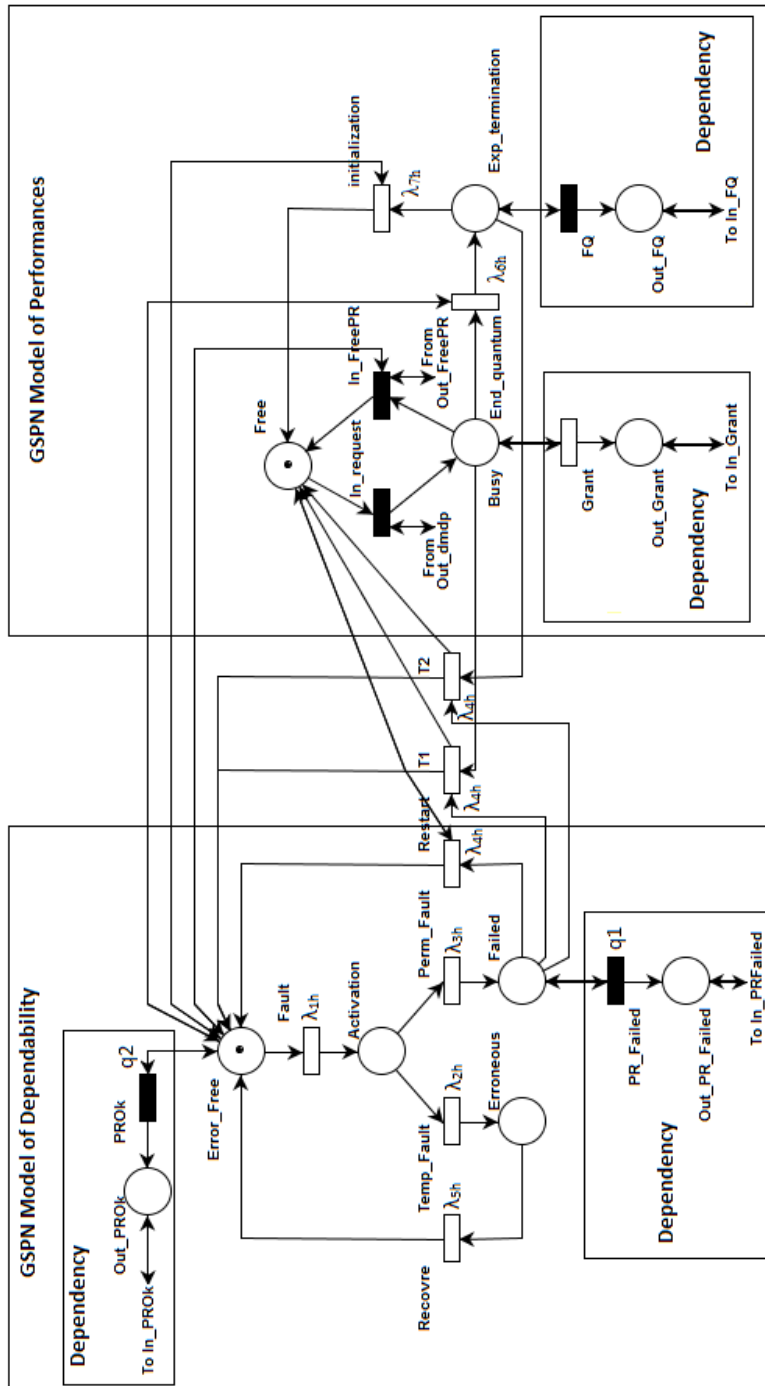 GSPN Model of Dependability
Dependency
To In_PROk
Out_PROk
PROk
q2
Error_Free
Fault
λ1h
Activation
Temp_Fault
λ2h
Perm_Fault
λ3h
Erroneous
Failed
Recovre
λ5h
Restart
λ4h
Dependency
PR_Failed
q1
Out_PR_Failed
To In_PRFailed
T1
λ4h
T2
λ4h
GSPN Model of Performances
Free
In_request
In_FreePR
From
Out_dmdp
From
Out_FreePR
Busy
End_quantum
λ6h
initialization
λ7h
Exp_termination
Grant
Out_Grant
To In_Grant
Dependency
FQ
Out_FQ
To In_FQ
Dependency